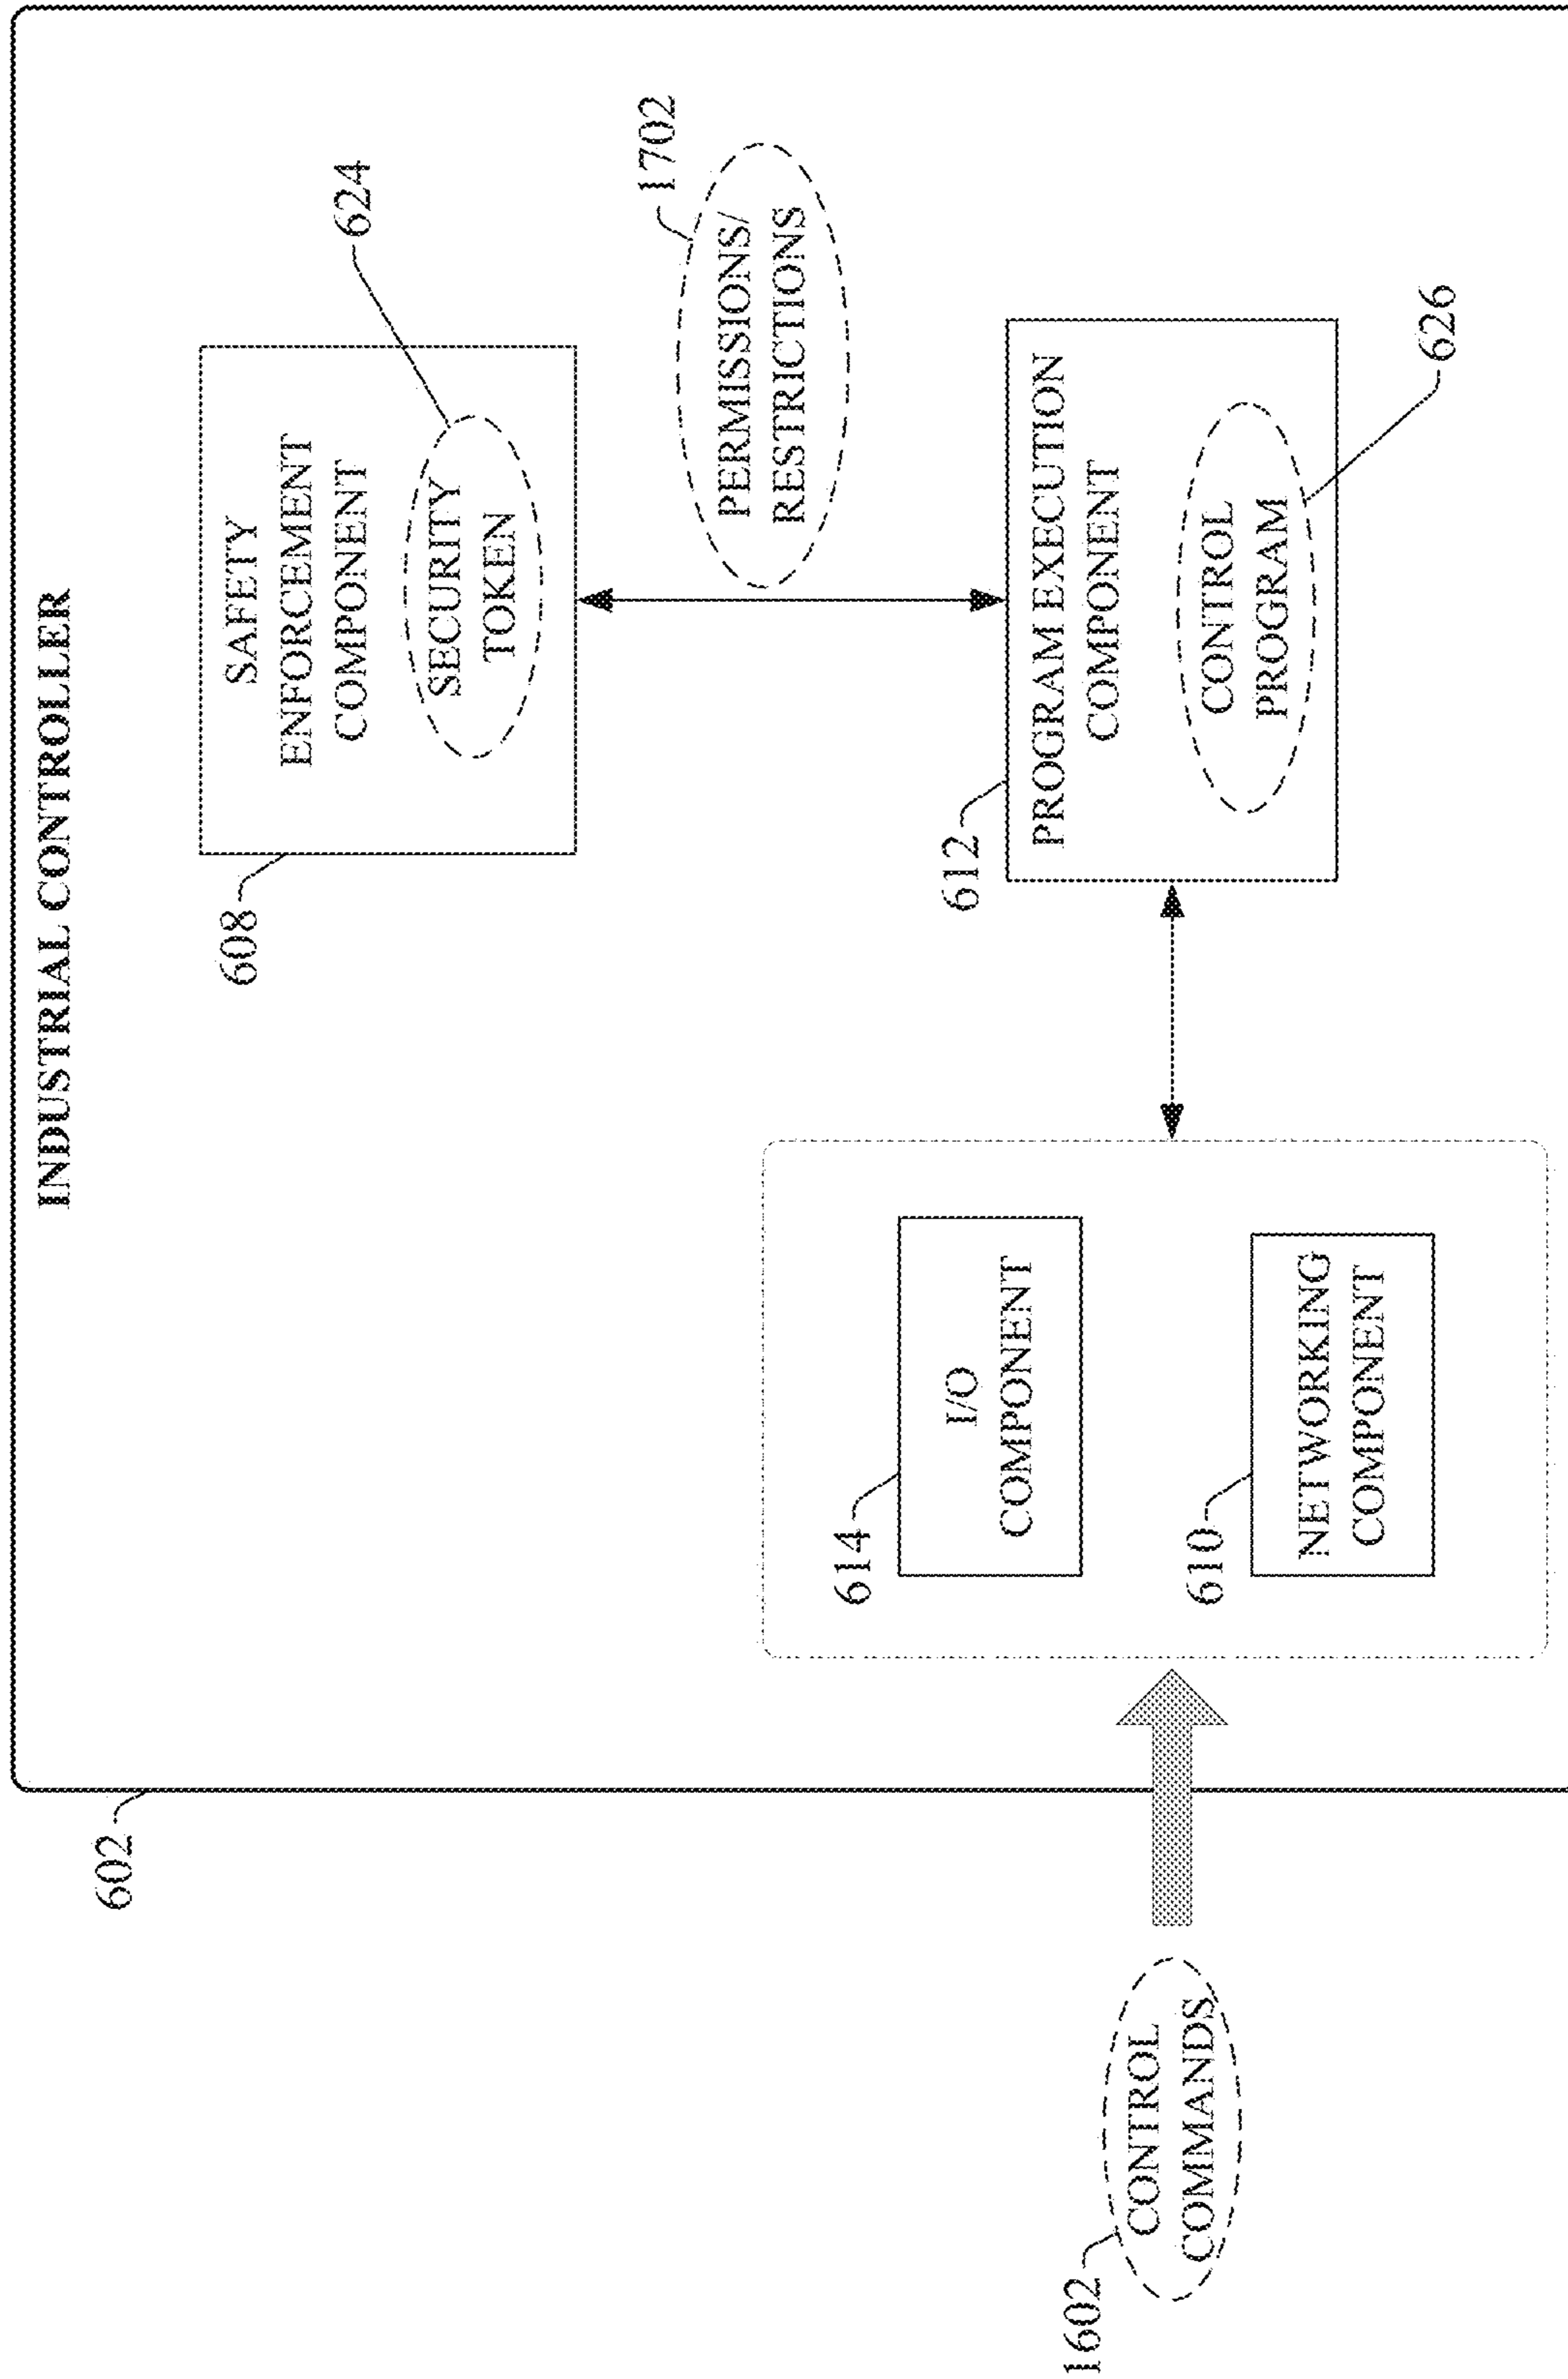 INDUSTRIAL CONTROLLER
602
608
SAFETY
ENFORCEMENT
COMPONENT
SECURITY
TOKEN
624
1702
PERMISSIONS/
RESTRICTIONS
614
I/O
COMPONENT
612
PROGRAM EXECUTION
COMPONENT
CONTROL
PROGRAM
626
1602
CONTROL
COMMANDS
610
NETWORKING
COMPONENT